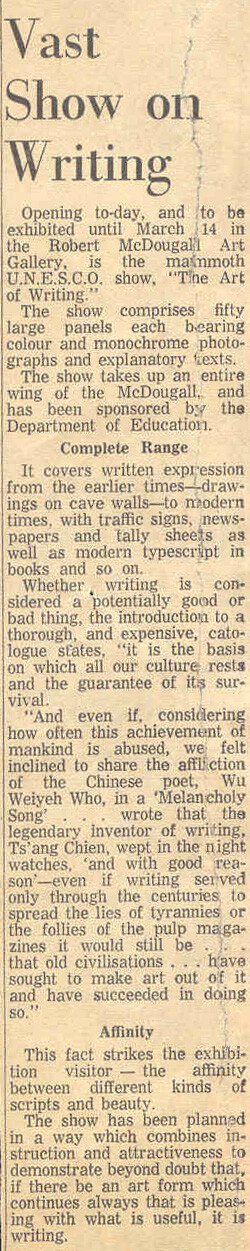 Vast
Show on
Writing
Opening to-day, and to be
exhibited until March 14 in
the Robert McDougall Art
Gallery, is the mammoth
U.N.E.S.C.O. show, "The Art
of Writing."
The show comprises fifty
large panels each bearing
colour and monochrome photo-
graphs and explanatory texts.
The show takes up an entire
wing of the McDougall, and
has been sponsored by the
Department of Education.
Complete Range
It covers written expression
from the earlier times—draw-
ings on cave walls—to modern
times, with traffic signs, news-
papers and tally sheets as
well as modern typescript in
books and so on.
Whether writing is con-
sidered a potentially good or
bad thing, the introduction to a
thorough, and expensive, cato-
logue states, "it is the basis
on which all our culture rests
and the guarantee of its sur-
vival.
"And even if, considering
how often this achievement of
mankind is abused, we felt
inclined to share the affliction
of the Chinese poet, Wu
Weiyeh Who, in a 'Melancholy
Song' . . . wrote that the
legendary inventor of writing,
Ts'ang Chien, wept in the night
watches, 'and with good rea-
son'—even if writing served
only through the centuries to
spread the lies of tyrannies or
the follies of the pulp maga-
zines it would still be . . .
that old civilisations . . . have
sought to make art out of it
and have succeeded in doing
so."
Affinity
This fact strikes the exhibi-
tion visitor — the affinity
between different kinds of
scripts and beauty.
The show has been planned
in a way which combines in-
struction and attractiveness to
demonstrate beyond doubt that,
if there be an art form which
continues always that is pleas-
ing with what is useful, it is
writing.